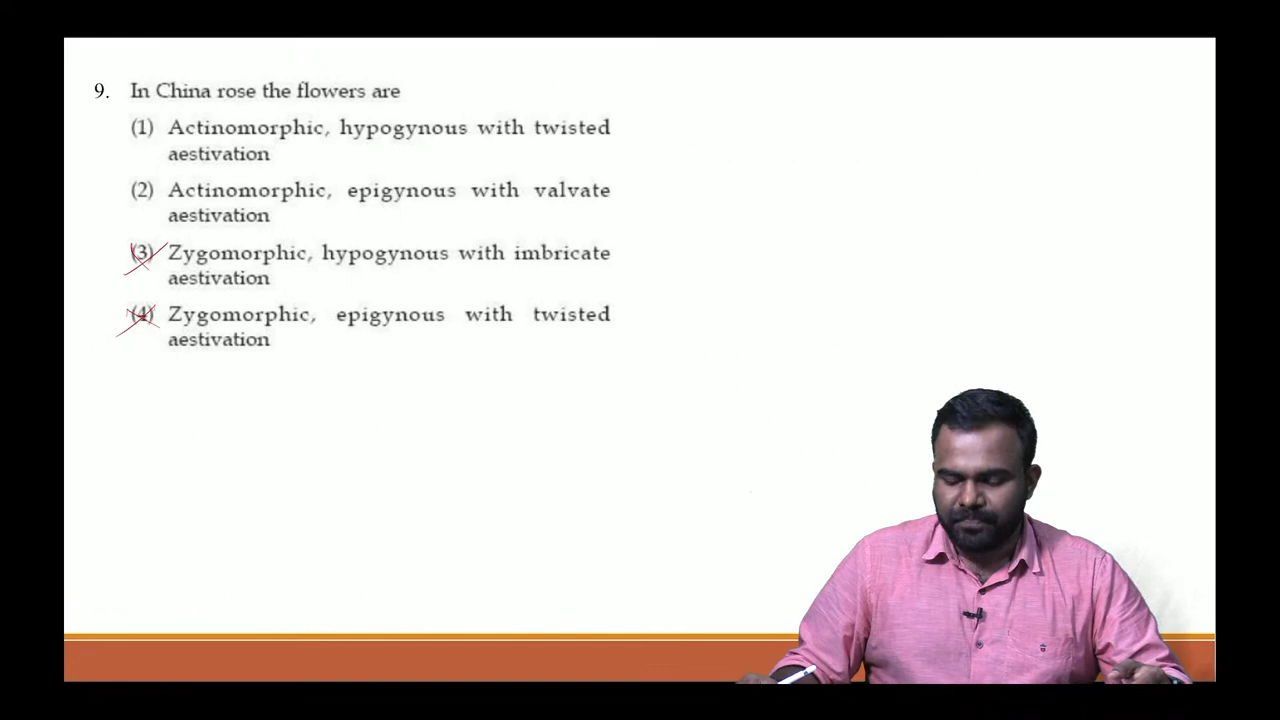 9. In China rose the flowers are
(1) Actinomorphic, hypogynous with twisted
aestivation
(2) Actinomorphic, epigynous with valvate
aestivation
(3) Zygomorphic, hypogynous with imbricate
aestivation
(4) Zygomorphic, epigynous with twisted
aestivation